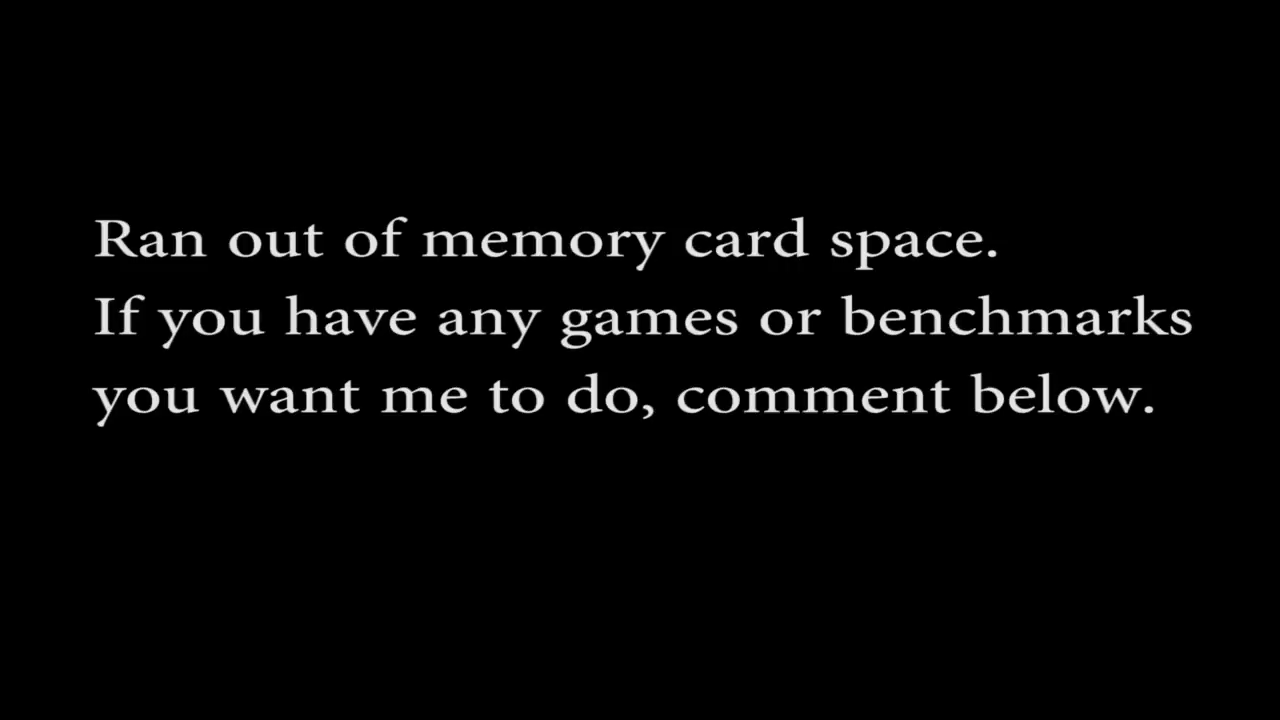 Ran out of memory card space.
If you have any games or benchmarks
you want me to do, comment below.